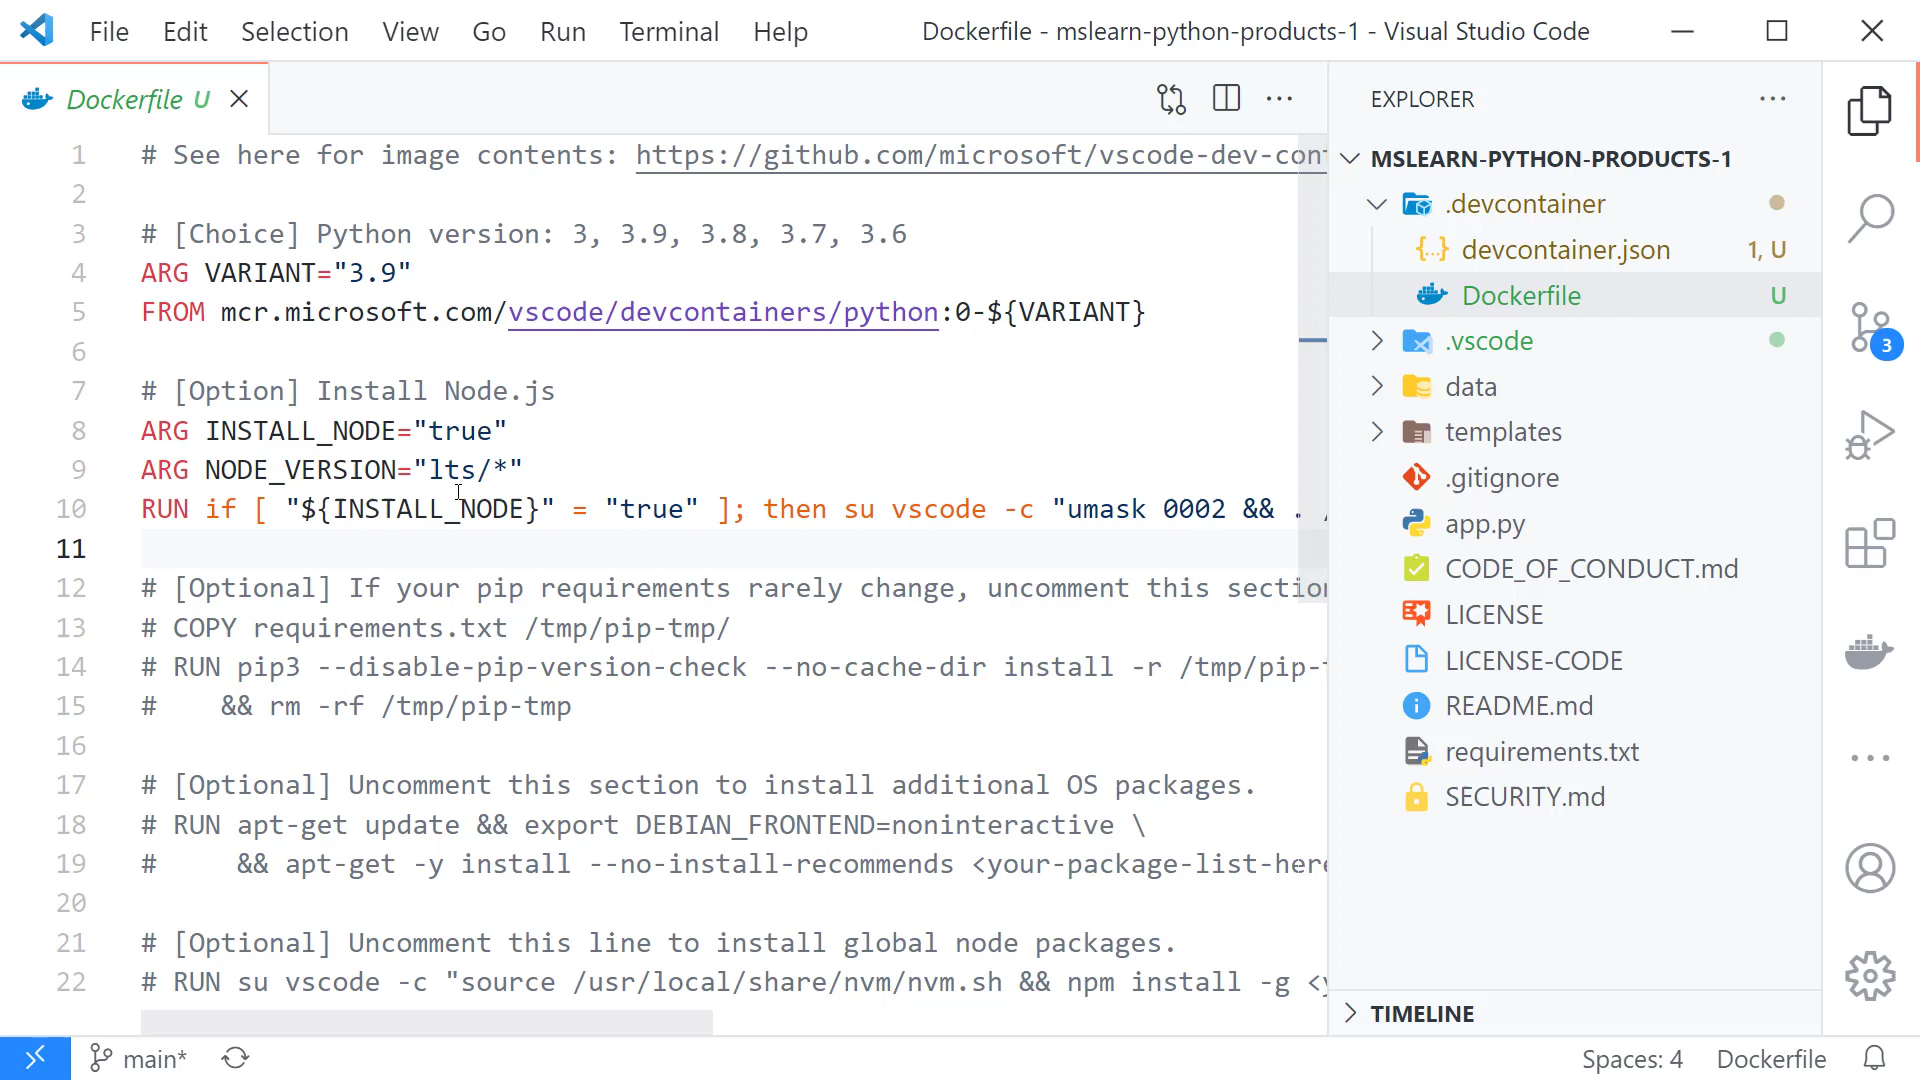 File Edit Selection View Go Run Terminal Help Dockerfile - mslearn-python-products-1 - Visual Studio Code
Dockerfile U
1 # See here for image contents: https://github.com/microsoft/vscode-dev-cont
2
3 # [Choice] Python version: 3, 3.9, 3.8, 3.7, 3.6
4 ARG VARIANT="3.9"
5 FROM mcr.microsoft.com/vscode/devcontainers/python:0-${VARIANT}
6
7 # [Option] Install Node.js
8 ARG INSTALL_NODE="true"
9 ARG NODE_VERSION="lts/*"
10 RUN if [ "${INSTALL_NODE}" = "true" ]; then su vscode -c "umask 0002 && . /
11
12 # [Optional] If your pip requirements rarely change, uncomment this section
13 # COPY requirements.txt /tmp/pip-tmp/
14 # RUN pip3 --disable-pip-version-check --no-cache-dir install -r /tmp/pip-t
15 #    && rm -rf /tmp/pip-tmp
16
17 # [Optional] Uncomment this section to install additional OS packages.
18 # RUN apt-get update && export DEBIAN_FRONTEND=noninteractive \
19 #     && apt-get -y install --no-install-recommends <your-package-list-here
20
21 # [Optional] Uncomment this line to install global node packages.
22 # RUN su vscode -c "source /usr/local/share/nvm/nvm.sh && npm install -g <y
EXPLORER
MSLEARN-PYTHON-PRODUCTS-1
.devcontainer
devcontainer.json 1, U
Dockerfile U
.vscode
data
templates
.gitignore
app.py
CODE_OF_CONDUCT.md
LICENSE
LICENSE-CODE
README.md
requirements.txt
SECURITY.md
TIMELINE
3
main* Spaces: 4 Dockerfile